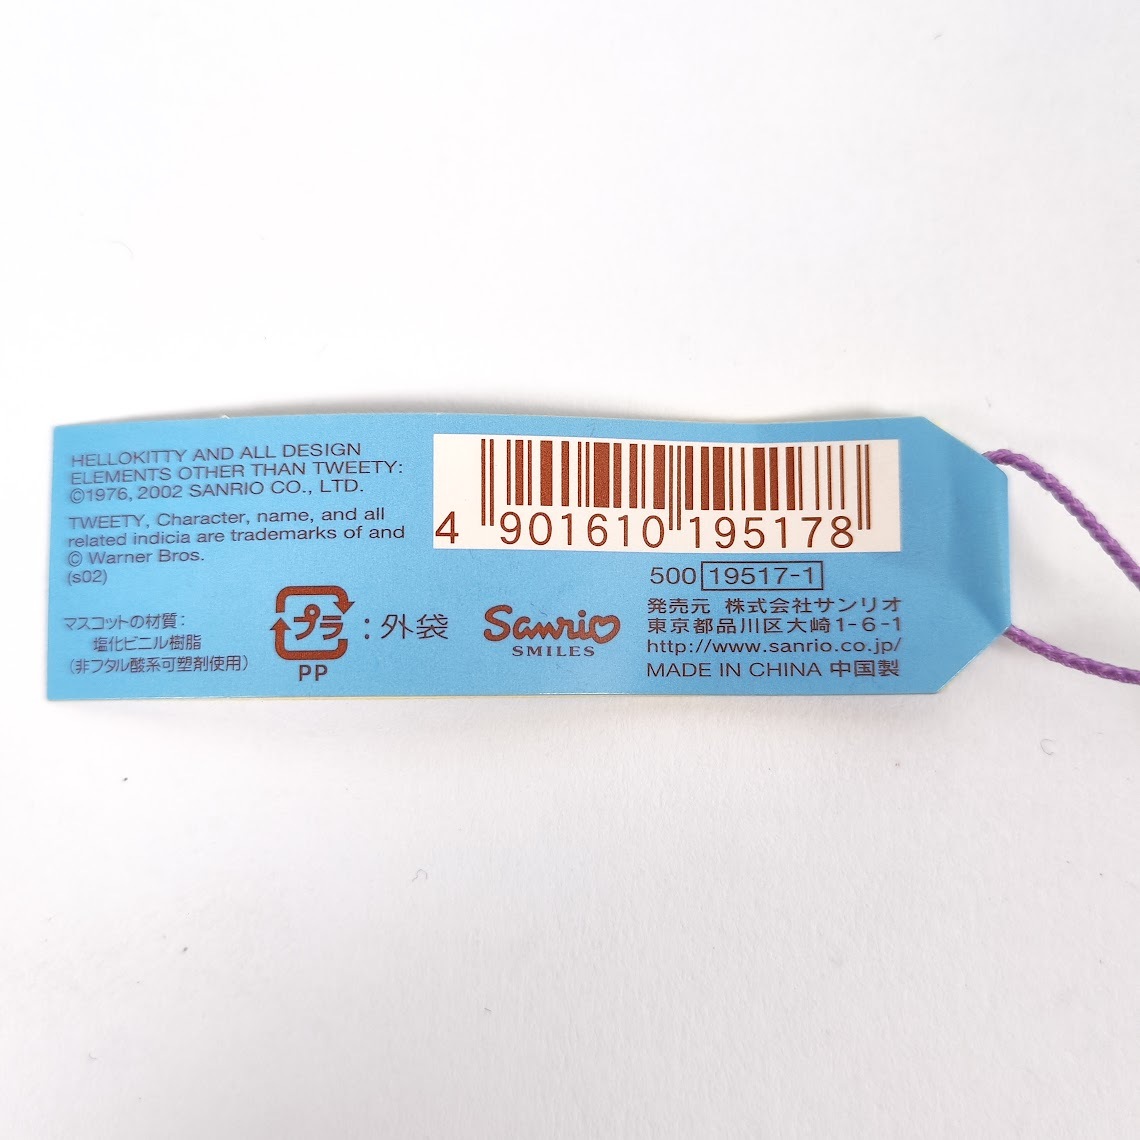 HELLOKITTY AND ALL DESIGN
ELEMENTS OTHER THAN TWEETY:
©1976, 2002 SANRIO CO., LTD.
TWEETY, Character, name, and all
related indicia are trademarks of and
© Warner Bros.
(s02)
マスコットの材質：
塩化ビニル樹脂
（非フタル酸系可塑剤使用）
プラ：外袋
PP
Sanrio
SMILES
4 901610 195178
500 19517-1
発売元 株式会社サンリオ
東京都品川区大崎1-6-1
http://www.sanrio.co.jp/
MADE IN CHINA 中国製